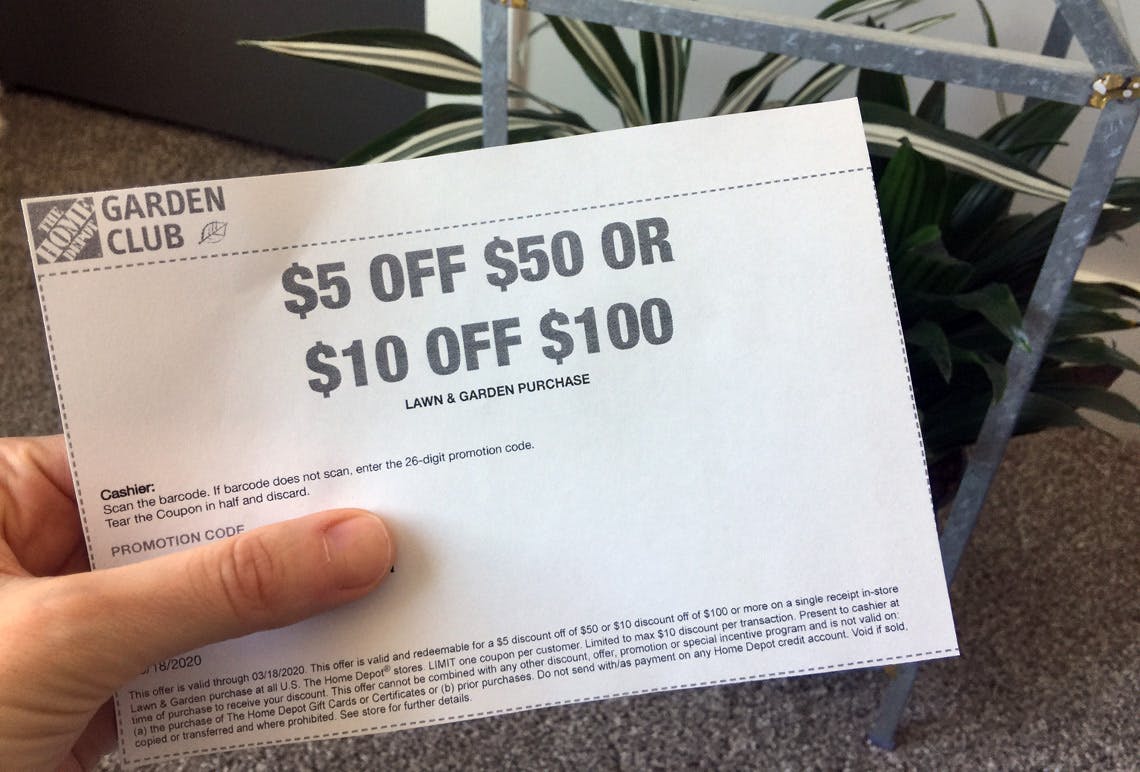 THE HOME DEPOT
GARDEN
CLUB
$5 OFF $50 OR
$10 OFF $100
LAWN & GARDEN PURCHASE
Cashier:
Scan the barcode. If barcode does not scan, enter the 26-digit promotion code.
Tear the Coupon in half and discard.
PROMOTION CODE
/18/2020
This offer is valid through 03/18/2020. This offer is valid and redeemable for a $5 discount off of $50 or $10 discount off of $100 or more on a single receipt in-store
Lawn & Garden purchase at all U.S. The Home Depot® stores. LIMIT one coupon per customer. Limited to max $10 discount per transaction. Present to cashier at
time of purchase to receive your discount. This offer cannot be combined with any other discount, offer, promotion or special incentive program and is not valid on:
(a) the purchase of The Home Depot Gift Cards or Certificates or (b) prior purchases. Do not send with/as payment on any Home Depot credit account. Void if sold,
copied or transferred and where prohibited. See store for further details.